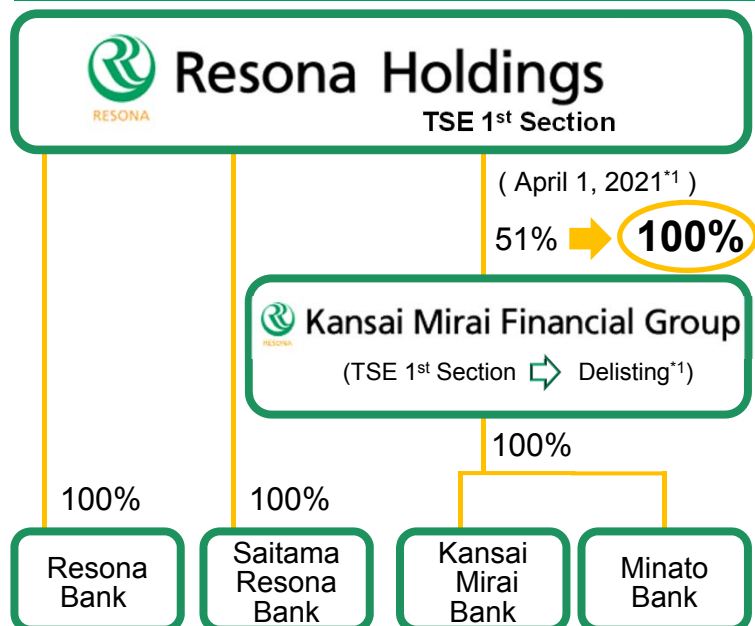 Resona Holdings
RESONA
TSE 1st Section
( April 1, 2021*1 )
51% 100%
Kansai Mirai Financial Group
RESONA
(TSE 1st Section Delisting*1)
100%
100% 100%
Resona
Bank
Saitama
Resona
Bank
Kansai
Mirai
Bank
Minato
Bank